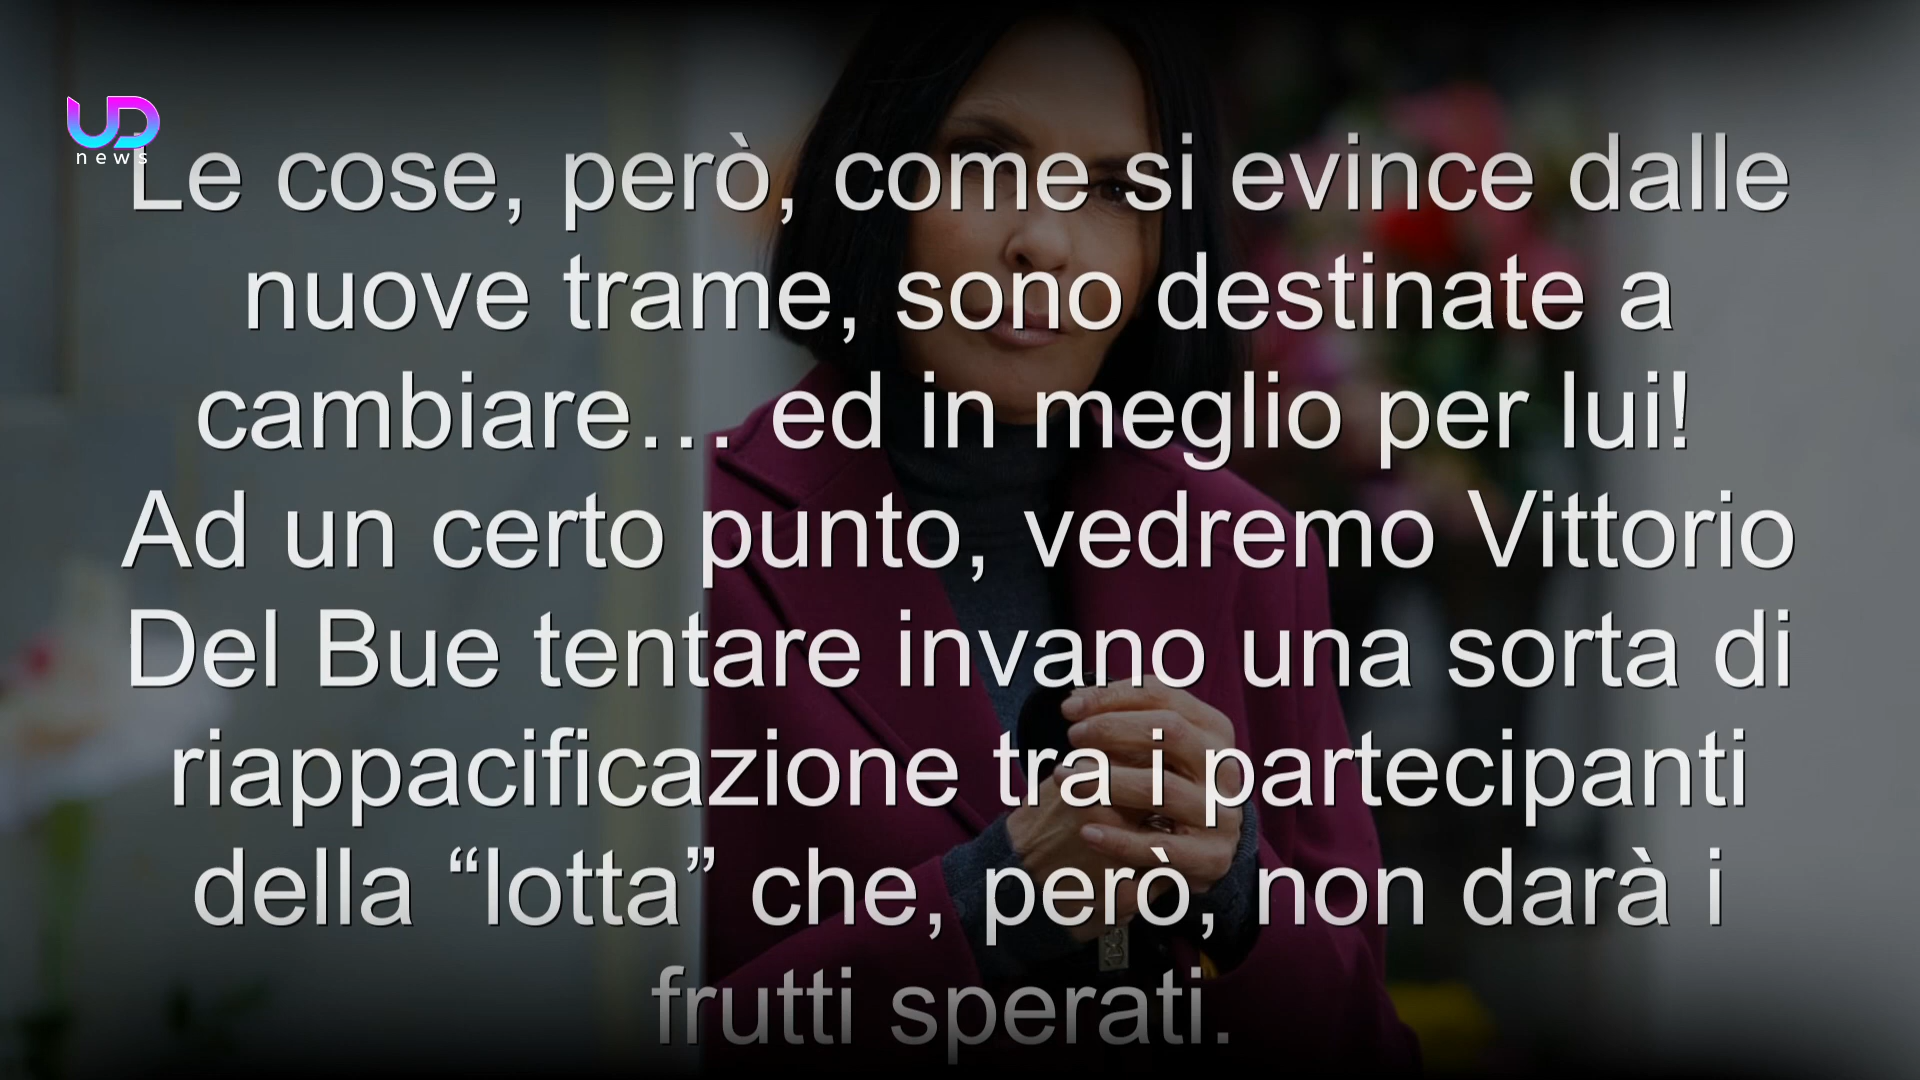 UD
news
Le cose, però, come si evince dalle
nuove trame, sono destinate a
cambiare… ed in meglio per lui!
Ad un certo punto, vedremo Vittorio
Del Bue tentare invano una sorta di
riappacificazione tra i partecipanti
della “lotta” che, però, non darà i
frutti sperati.